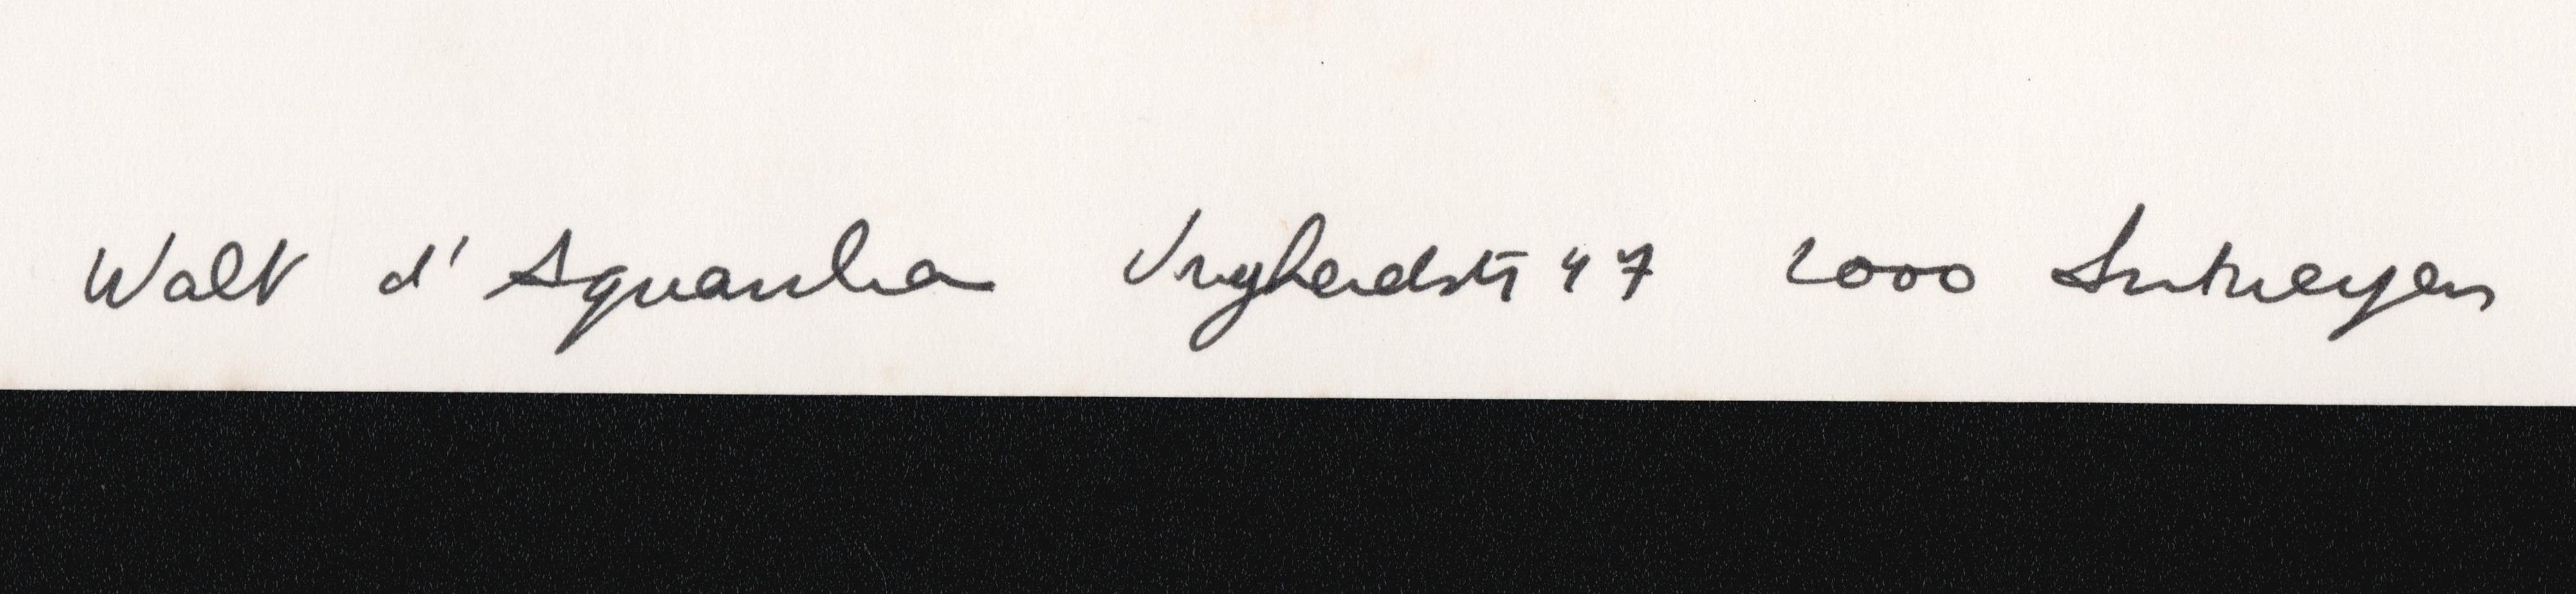 Walt d' Aquanha Vrijheidstr 47 2000 Antwerpen